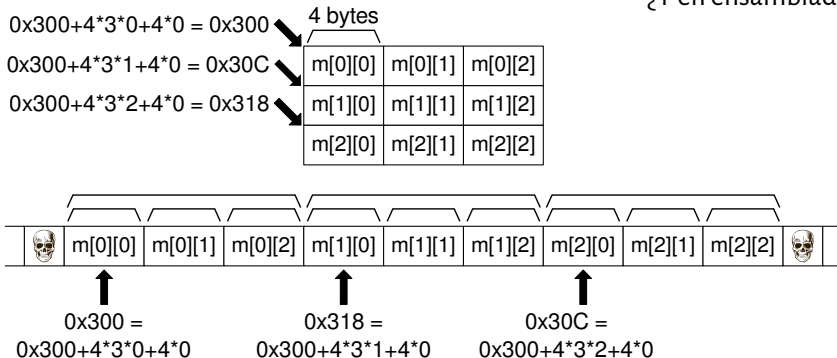 ¿Y en ensamblad
0x300+4*3*0+4*0 = 0x300
4 bytes
0x300+4*3*1+4*0 = 0x30C
0x300+4*3*2+4*0 = 0x318
m[0][0] m[0][1] m[0][2]
m[1][0] m[1][1] m[1][2]
m[2][0] m[2][1] m[2][2]
m[0][0] m[0][1] m[0][2] m[1][0] m[1][1] m[1][2] m[2][0] m[2][1] m[2][2]
0x300 =
0x300+4*3*0+4*0
0x318 =
0x300+4*3*1+4*0
0x30C =
0x300+4*3*2+4*0